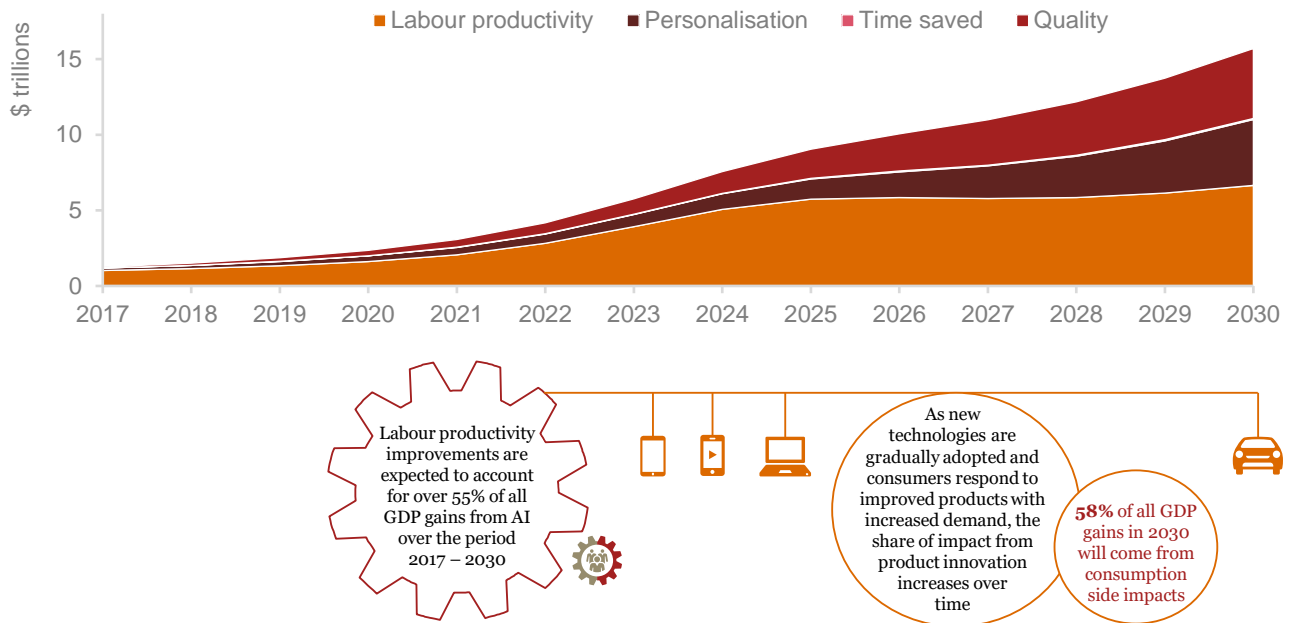 Labour productivity Personalisation Time saved Quality
$ trillions
15
10
5
0
2017 2018 2019 2020 2021 2022 2023 2024 2025 2026 2027 2028 2029 2030
Labour productivity
improvements are
expected to account
for over 55% of all
GDP gains from AI
over the period
2017 – 2030
As new
technologies are
gradually adopted and
consumers respond to
improved products with
increased demand, the
share of impact from
product innovation
increases over
time
58% of all GDP
gains in 2030
will come from
consumption
side impacts